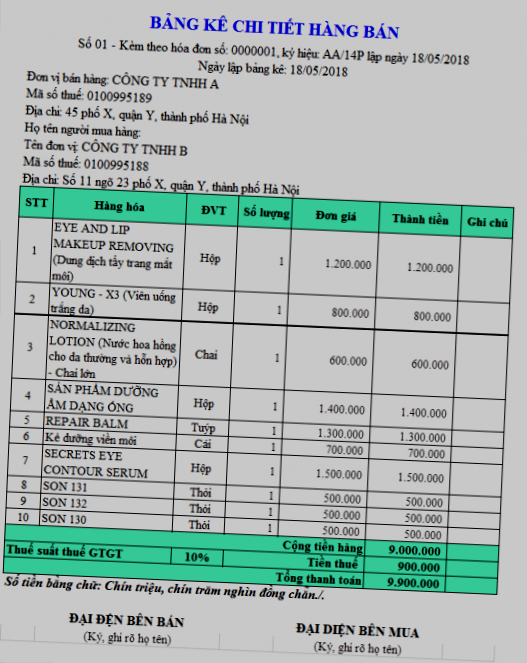 BẢNG KÊ CHI TIẾT HÀNG BÁN
Số 01 - Kèm theo hóa đơn số: 0000001, ký hiệu: AA/14P lập ngày 18/05/2018
Ngày lập bảng kê: 18/05/2018
Đơn vị bán hàng: CÔNG TY TNHH A
Mã số thuế: 0100995189
Địa chỉ: 45 phố X, quận Y, thành phố Hà Nội
Họ tên người mua hàng:
Tên đơn vị: CÔNG TY TNHH B
Mã số thuế: 0100995188
Địa chỉ: Số 11 ngõ 23 phố X, quận Y, thành phố Hà Nội
STT Hàng hóa ĐVT Số lượng Đơn giá Thành tiền Ghi chú
EYE AND LIP
MAKEUP REMOVING
1 (Dung dịch tẩy trang mắt Hộp 1 1.200.000 1.200.000
môi)
2 YOUNG - X3 (Viên uống Hộp 1 800.000 800.000
trắng da)
NORMALIZING
LOTION (Nước hoa hồng
3 cho da thường và hỗn hợp) Chai 1 600.000 600.000
- Chai lớn
4 SẢN PHẨM DƯỠNG Hộp 1 1.400.000 1.400.000
ẨM DẠNG ỐNG
5 REPAIR BALM Tuýp 1 1.300.000 1.300.000
6 Kẻ dưỡng viền môi Cái 1 700.000 700.000
7 SECRETS EYE Hộp 1 1.500.000 1.500.000
CONTOUR SERUM
8 SON 131 Thỏi 1 500.000 500.000
9 SON 132 Thỏi 1 500.000 500.000
10 SON 130 Thỏi 1 500.000 500.000
Cộng tiền hàng 9.000.000
Thuế suất thuế GTGT 10% Tiền thuế 900.000
Tổng thanh toán 9.900.000
Số tiền bằng chữ: Chín triệu, chín trăm nghìn đồng chẵn./.
ĐẠI ĐỆN BÊN BÁN ĐẠI DIỆN BÊN MUA
(Ký, ghi rõ họ tên) (Ký, ghi rõ họ tên)